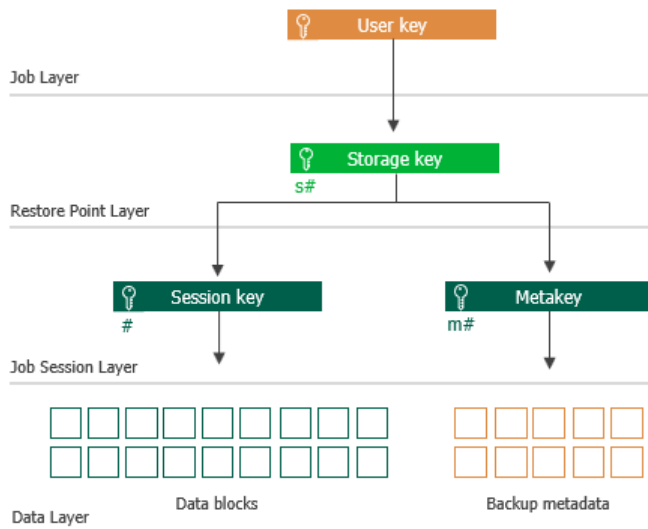 User key
Job Layer
Storage key
s#
Restore Point Layer
Session key
Metakey
#
m#
Job Session Layer
Data blocks
Backup metadata
Data Layer